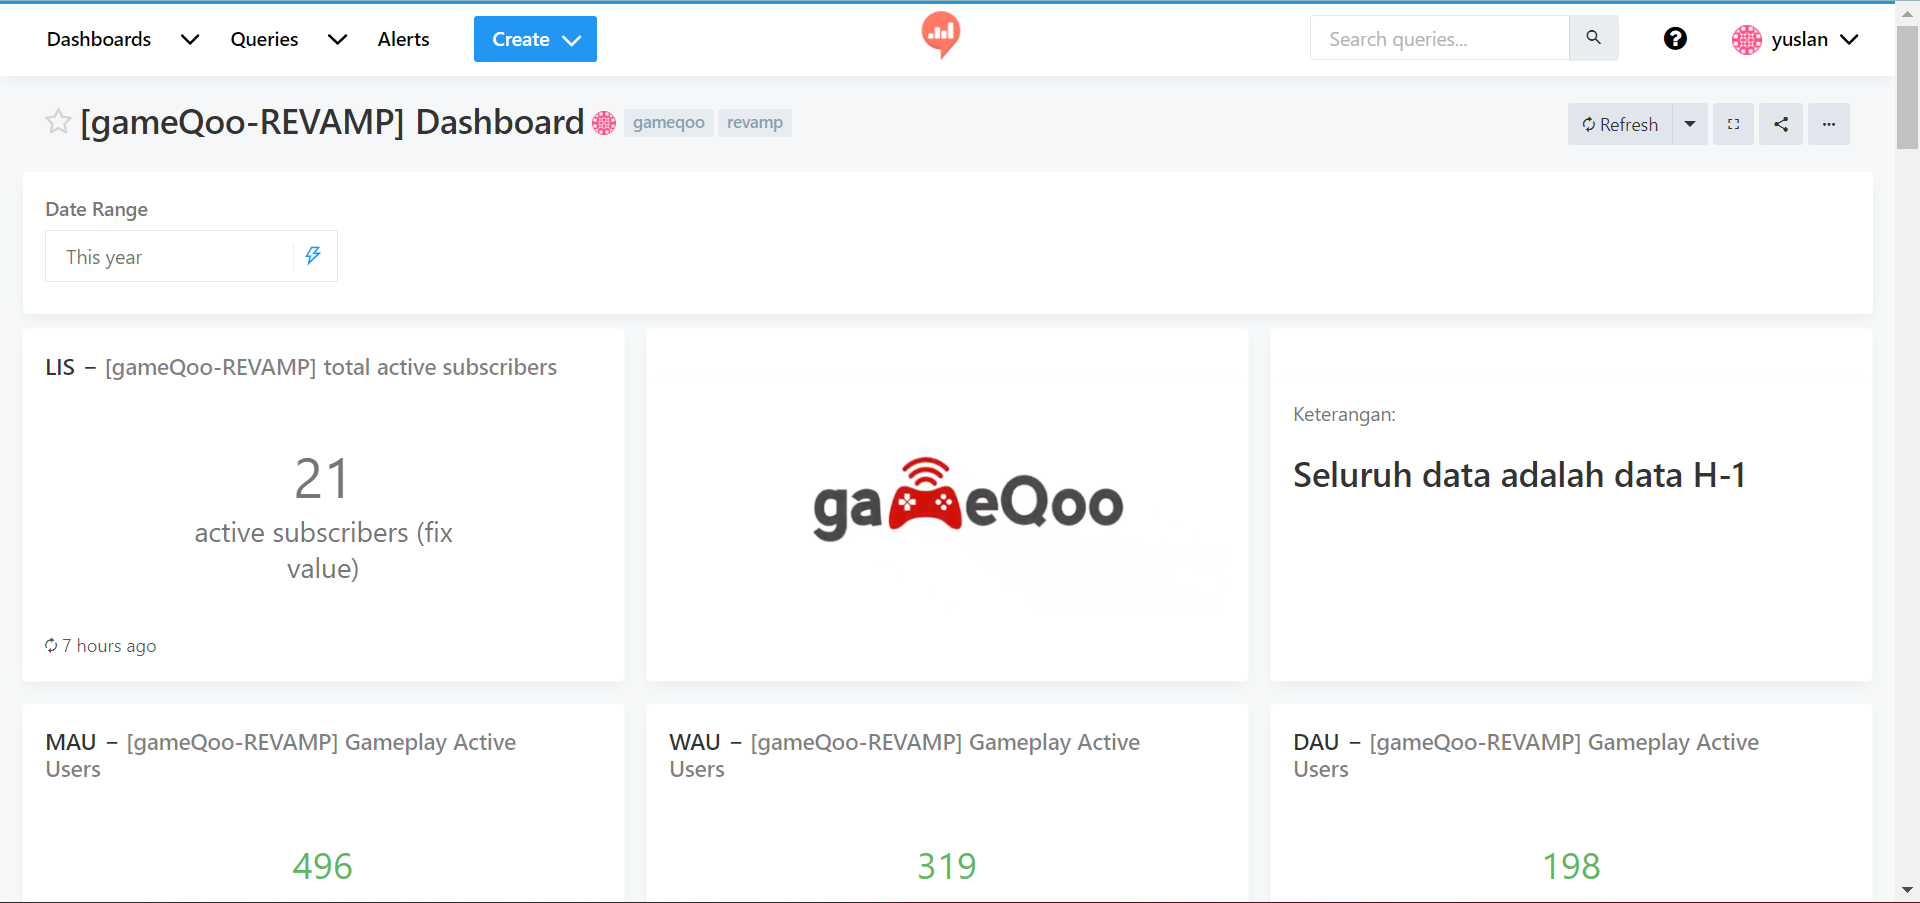 Dashboards Queries Alerts Create Search queries... yuslan
[gameQoo-REVAMP] Dashboard gameqoo revamp Refresh
Date Range
This year
LIS – [gameQoo-REVAMP] total active subscribers
21
active subscribers (fix
value)
7 hours ago
gameQoo
Keterangan:
Seluruh data adalah data H-1
MAU – [gameQoo-REVAMP] Gameplay Active
Users
496
WAU – [gameQoo-REVAMP] Gameplay Active
Users
319
DAU – [gameQoo-REVAMP] Gameplay Active
Users
198